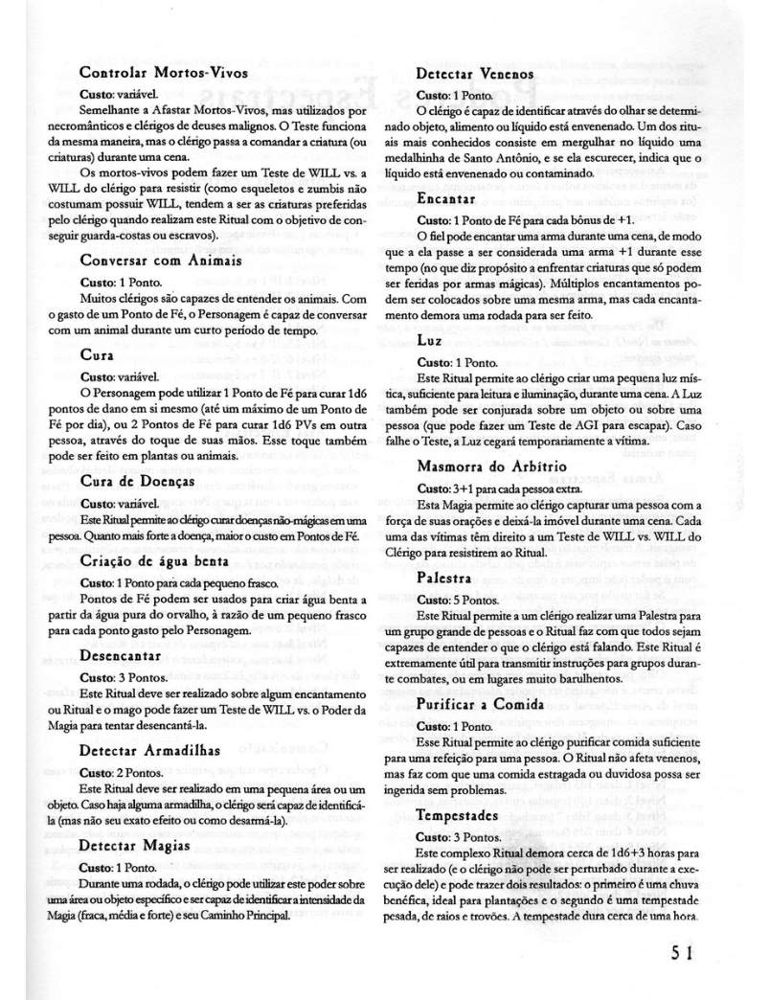 Controlar Mortos-Vivos
Custo: variável.
Semelhante a Afastar Mortos-Vivos, mas utilizados por
necromânticos e clérigos de deuses malignos. O Teste funciona
da mesma maneira, mas o clérigo passa a comandar a criatura (ou
criaturas) durante uma cena.
Os mortos-vivos podem fazer um Teste de WILL vs. a
WILL do clérigo para resistir (como esqueletos e zumbis não
costumam possuir WILL, tendem a ser as criaturas preferidas
pelo clérigo quando realizam este Ritual com o objetivo de con-
seguir guarda-costas ou escravos).
Conversar com Animais
Custo: 1 Ponto.
Muitos clérigos são capazes de entender os animais. Com
o gasto de um Ponto de Fé, o Personagem é capaz de conversar
com um animal durante um curto período de tempo.
Cura
Custo: variável.
O Personagem pode utilizar 1 Ponto de Fé para curar 1d6
pontos de dano em si mesmo (até um máximo de um Ponto de
Fé por dia), ou 2 Pontos de Fé para curar 1d6 PVs em outra
pessoa, através do toque de suas mãos. Esse toque também
pode ser feito em plantas ou animais.
Cura de Doenças
Custo: variável.
Este Ritual permite ao clérigo curar doenças não-mágicas em uma
pessoa. Quanto mais forte a doença, maior o custo em Pontos de Fé.
Criação de água benta
Custo: 1 Ponto para cada pequeno frasco.
Pontos de Fé podem ser usados para criar água benta a
partir da água pura do orvalho, à razão de um pequeno frasco
para cada ponto gasto pelo Personagem.
Desencantar
Custo: 3 Pontos.
Este Ritual deve ser realizado sobre algum encantamento
ou Ritual e o mago pode fazer um Teste de WILL vs. o Poder da
Magia para tentar desencantá-la.
Detectar Armadilhas
Custo: 2 Pontos.
Este Ritual deve ser realizado em uma pequena área ou um
objeto. Caso haja alguma armadilha, o clérigo será capaz de identificá-
la (mas não seu exato efeito ou como desarmá-la).
Detectar Magias
Custo: 1 Ponto.
Durante uma rodada, o clérigo pode utilizar este poder sobre
uma área ou objeto específico e ser capaz de identificar a intensidade da
Magia (fraca, média e forte) e seu Caminho Principal.
Detectar Venenos
Custo: 1 Ponto.
O clérigo é capaz de identificar através do olhar se determi-
nado objeto, alimento ou líquido está envenenado. Um dos ritu-
ais mais conhecidos consiste em mergulhar no líquido uma
medalhinha de Santo Antônio, e se ela escurecer, indica que o
líquido está envenenado ou contaminado.
Encantar
Custo: 1 Ponto de Fé para cada bônus de +1.
O fiel pode encantar uma arma durante uma cena, de modo
que a ela passe a ser considerada uma arma +1 durante esse
tempo (no que diz propósito a enfrentar criaturas que só podem
ser feridas por armas mágicas). Múltiplos encantamentos po-
dem ser colocados sobre uma mesma arma, mas cada encanta-
mento demora uma rodada para ser feito.
Luz
Custo: 1 Ponto.
Este Ritual permite ao clérigo criar uma pequena luz mís-
tica, suficiente para leitura e iluminação, durante uma cena. A Luz
também pode ser conjurada sobre um objeto ou sobre uma
pessoa (que pode fazer um Teste de AGI para escapar). Caso
falhe o Teste, a Luz cegará temporariamente a vítima.
Masmorra do Arbítrio
Custo: 3+1 para cada pessoa extra.
Esta Magia permite ao clérigo capturar uma pessoa com a
força de suas orações e deixá-la imóvel durante uma cena. Cada
uma das vítimas têm direito a um Teste de WILL vs. WILL do
Clérigo para resistirem ao Ritual.
Palestra
Custo: 5 Pontos.
Este Ritual permite a um clérigo realizar uma Palestra para
um grupo grande de pessoas e o Ritual faz com que todos sejam
capazes de entender o que o clérigo está falando. Este Ritual é
extremamente útil para transmitir instruções para grupos duran-
te combates, ou em lugares muito barulhentos.
Purificar a Comida
Custo: 1 Ponto.
Esse Ritual permite ao clérigo purificar comida suficiente
para uma refeição para uma pessoa. O Ritual não afeta venenos,
mas faz com que uma comida estragada ou duvidosa possa ser
ingerida sem problemas.
Tempestades
Custo: 3 Pontos.
Este complexo Ritual demora cerca de 1d6+3 horas para
ser realizado (e o clérigo não pode ser perturbado durante a exe-
cução dele) e pode trazer dois resultados: o primeiro é uma chuva
benéfica, ideal para plantações e o segundo é uma tempestade
pesada, de raios e trovões. A tempestade dura cerca de uma hora.
51